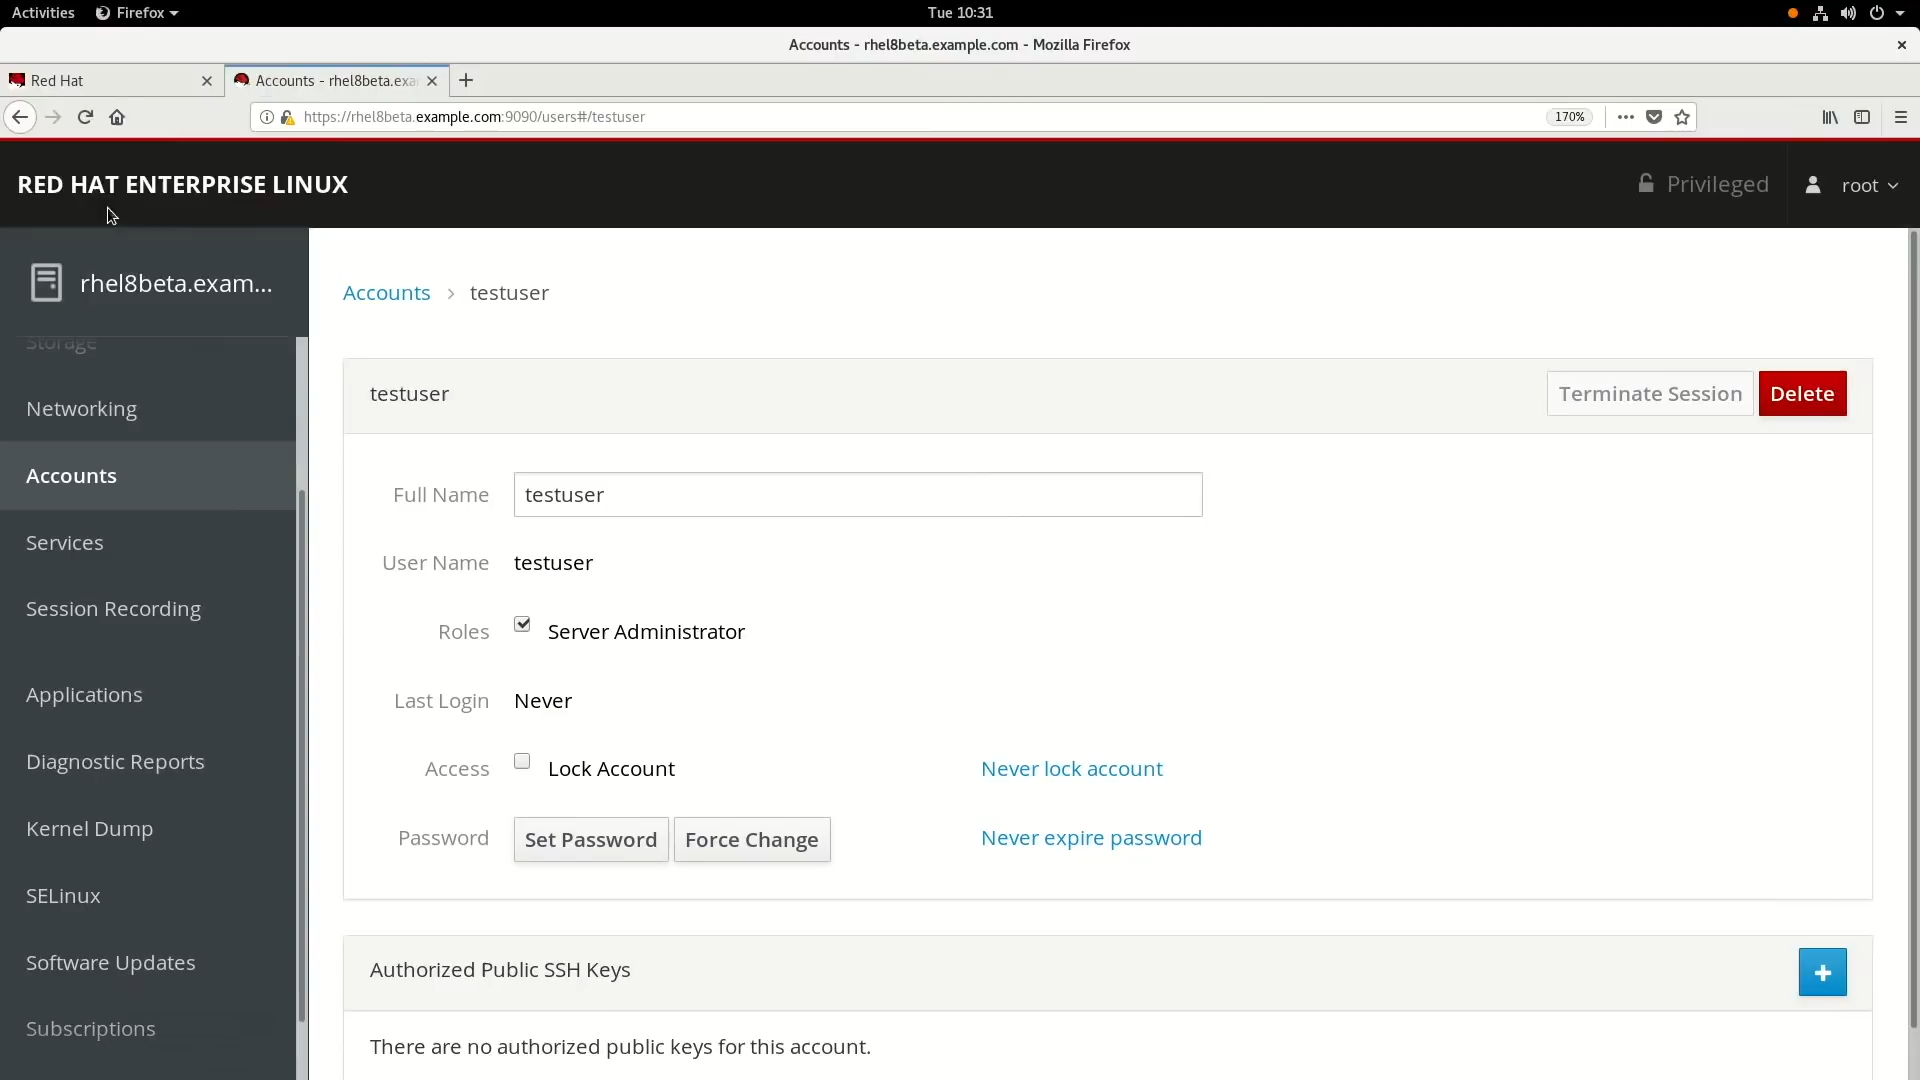 Activities Firefox Tue 10:31
Accounts - rhel8beta.example.com - Mozilla Firefox
Red Hat Accounts - rhel8beta.exa
https://rhel8beta.example.com:9090/users#/testuser 170%
RED HAT ENTERPRISE LINUX Privileged root
rhel8beta.exam...
Storage
Networking
Accounts
Services
Session Recording
Applications
Diagnostic Reports
Kernel Dump
SELinux
Software Updates
Subscriptions
Accounts > testuser
testuser Terminate Session Delete
Full Name testuser
User Name testuser
Roles Server Administrator
Last Login Never
Access Lock Account Never lock account
Password Set Password Force Change Never expire password
Authorized Public SSH Keys
There are no authorized public keys for this account.